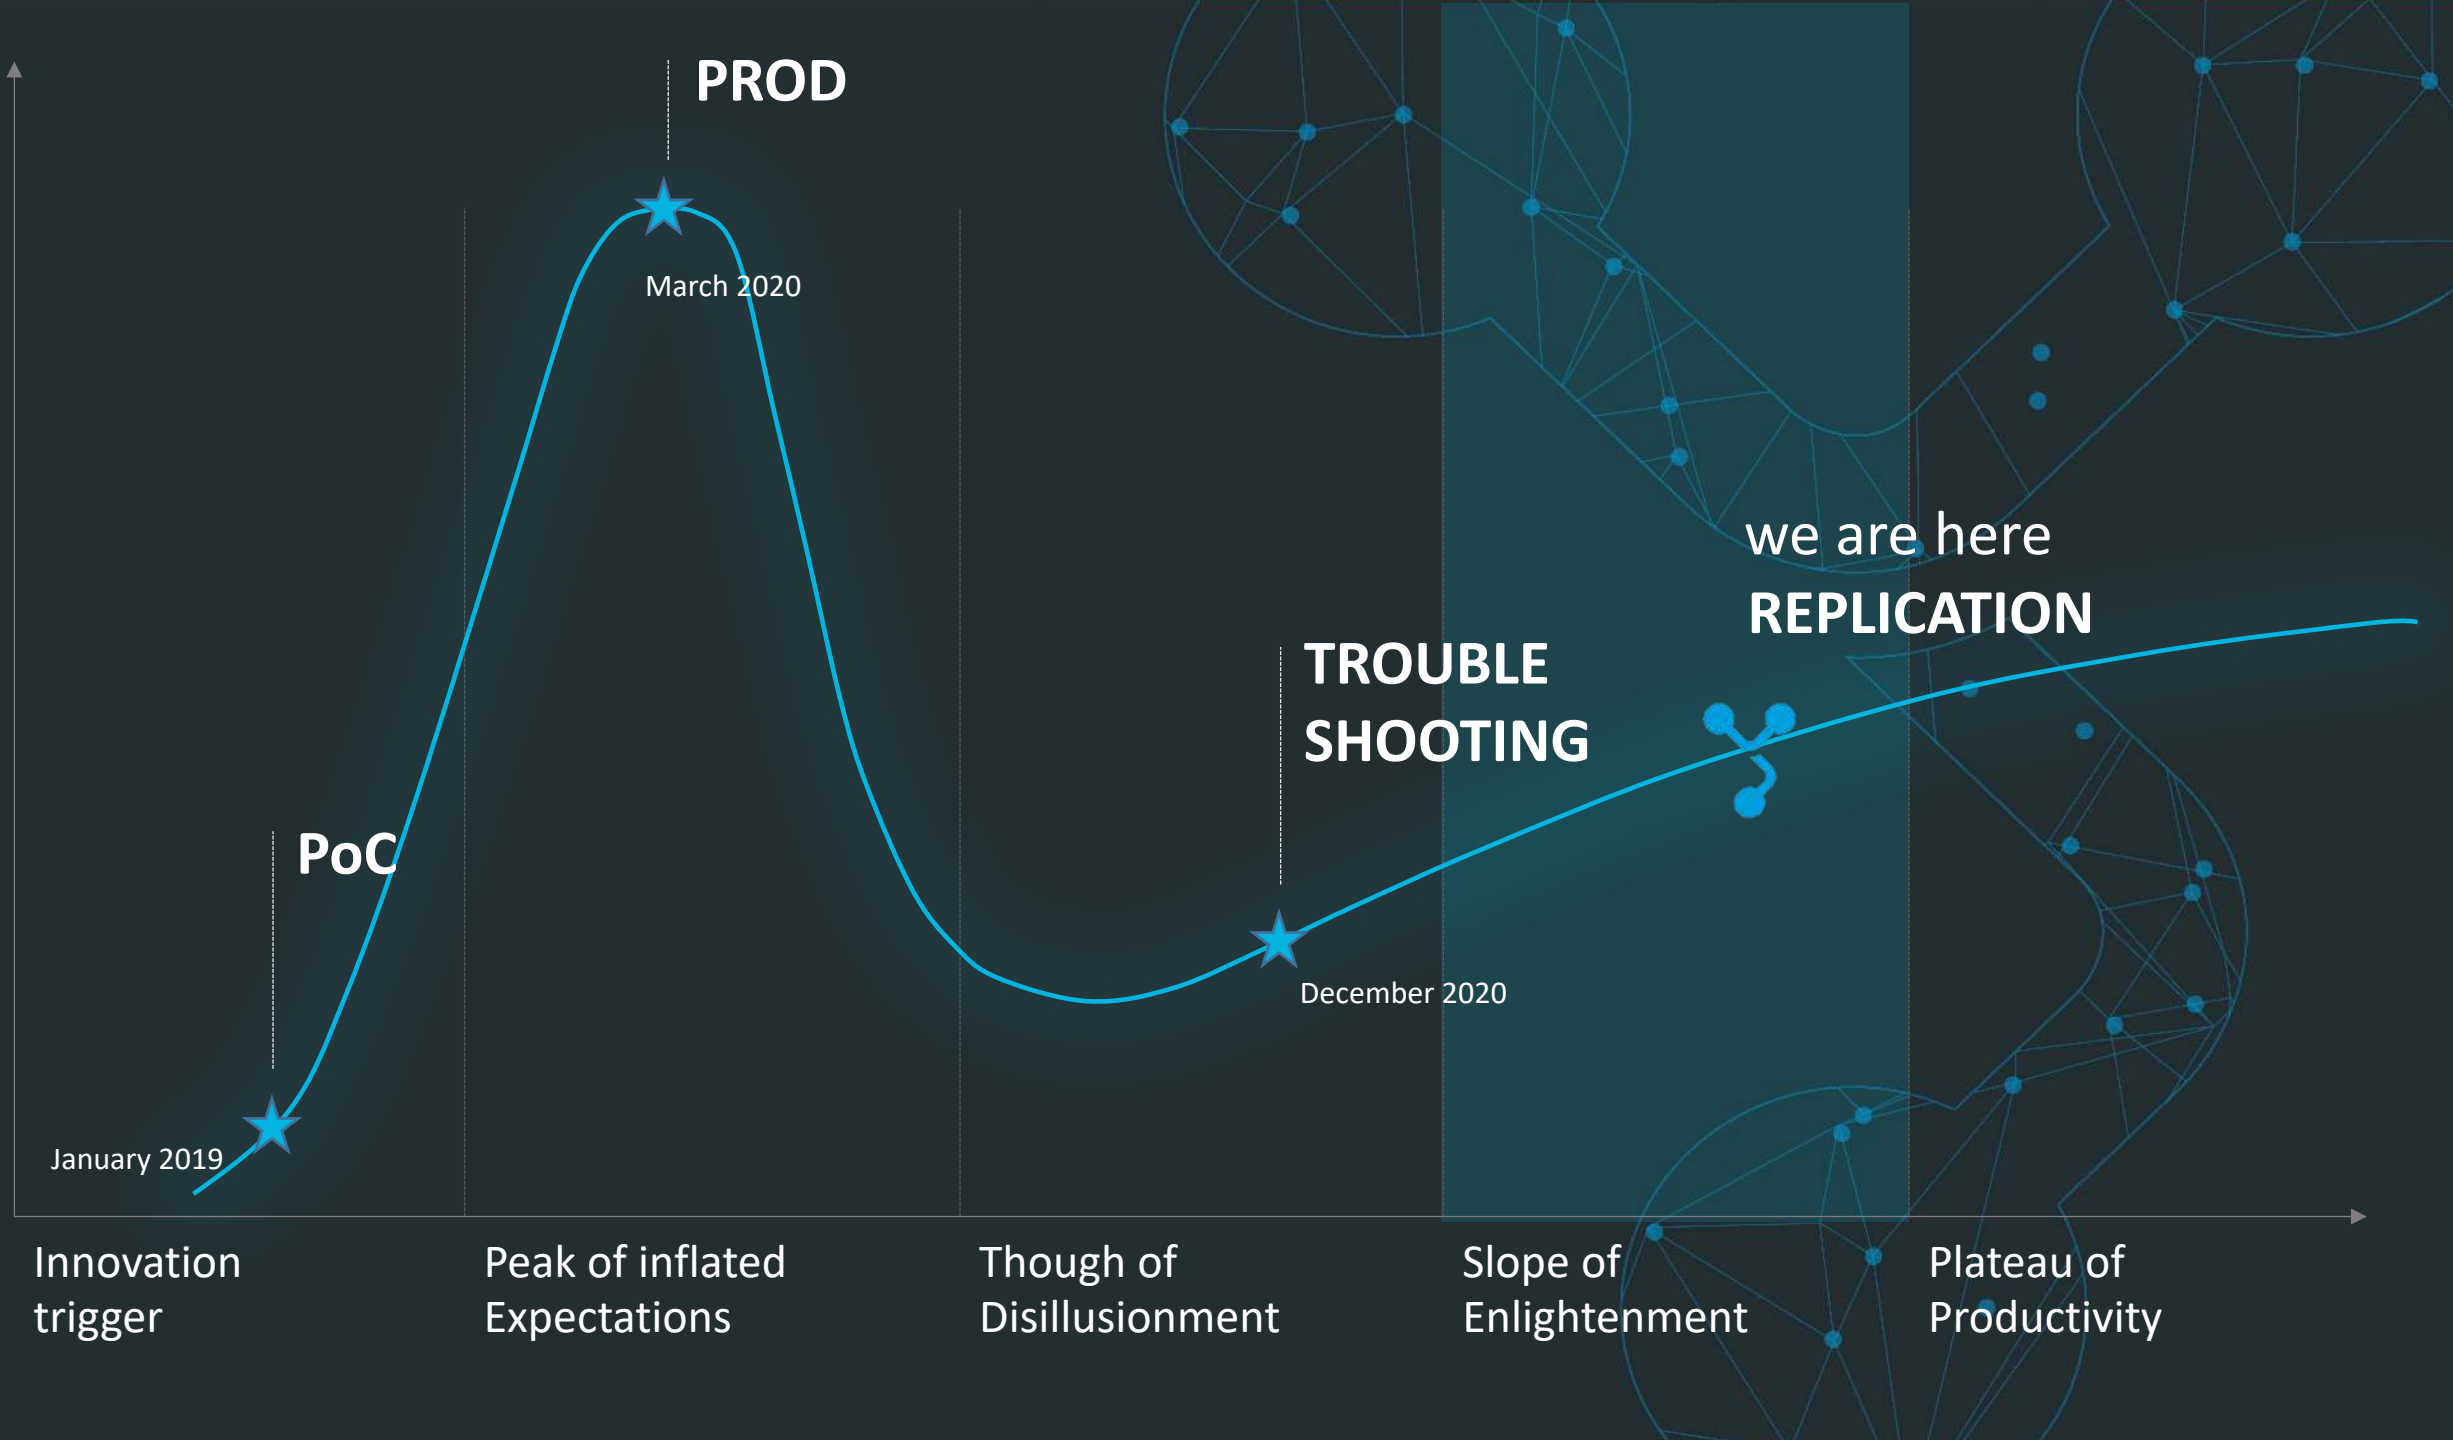 PROD
March 2020
we are here
REPLICATION
TROUBLE
SHOOTING
PoC
December 2020
January 2019
Innovation
trigger
Peak of inflated
Expectations
Though of
Disillusionment
Slope of
Enlightenment
Plateau of
Productivity